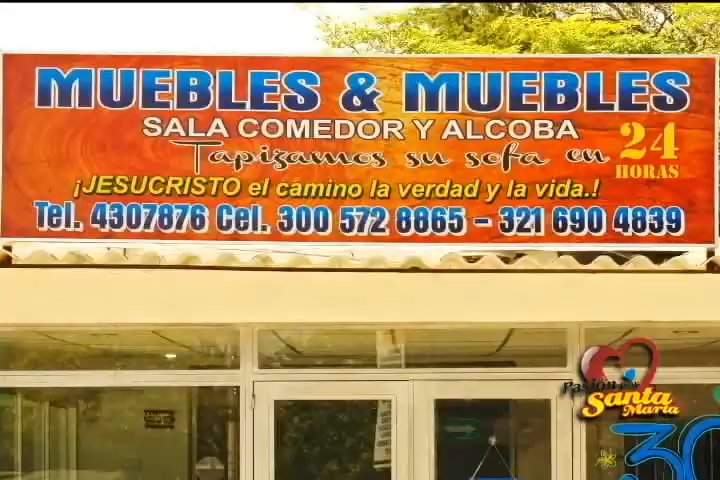 MUEBLES & MUEBLES
SALA COMEDOR Y ALCOBA
Tapizamos su sofa en 24 HORAS
¡JESUCRISTO el camino la verdad y la vida.!
Tel. 4307876 Cel. 300 572 8865 - 321 690 4839
Pasión por
Santa
Marta
30